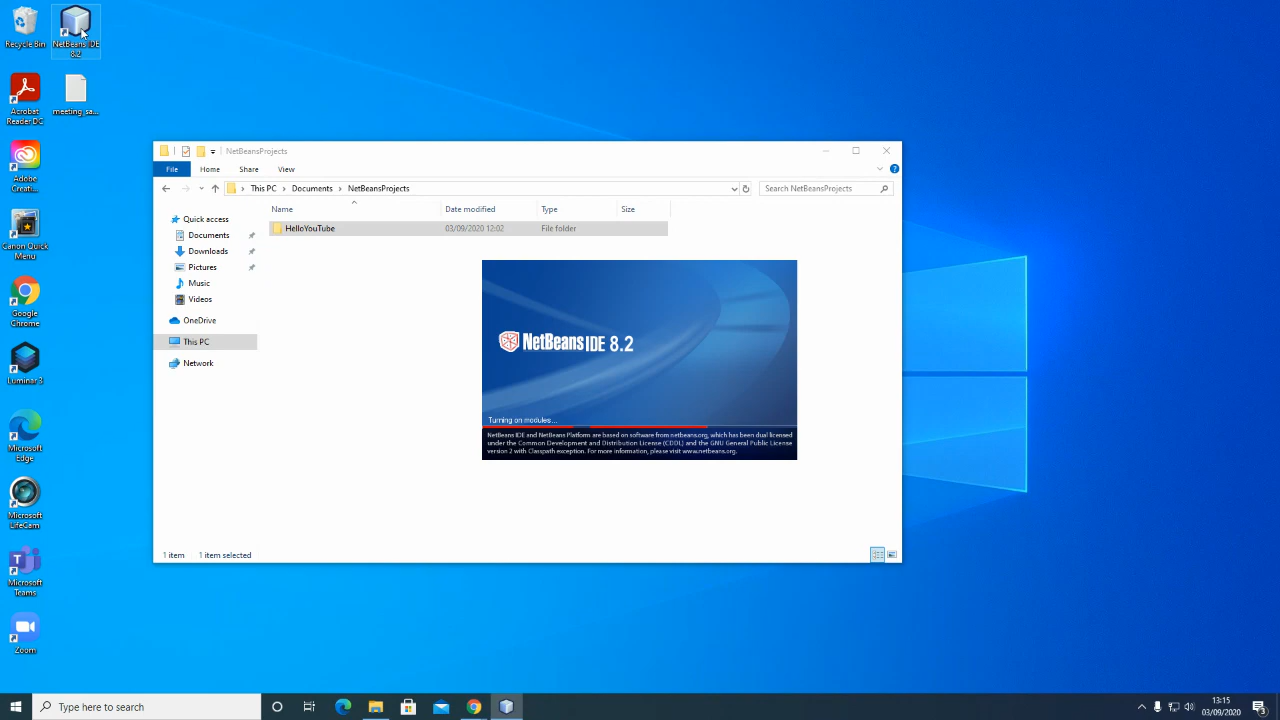 Recycle Bin
NetBeans IDE
8.2
Acrobat
Reader DC
meeting_sa...
Adobe
Creati...
Canon Quick
Menu
Google
Chrome
Luminar 3
Microsoft
Edge
Microsoft
LifeCam
Microsoft
Teams
Zoom
NetBeansProjects
File
Home
Share
View
This PC
Documents
NetBeansProjects
Search NetBeansProjects
Name
Date modified
Type
Size
HelloYouTube
03/09/2020 12:02
File folder
Quick access
Documents
Downloads
Pictures
Music
Videos
OneDrive
This PC
Network
NetBeans IDE 8.2
Turning on modules...
NetBeans IDE and NetBeans Platform are based on software from netbeans.org, which has been dual licensed
under the Common Development and Distribution License (CDDL) and the GNU General Public License
version 2 with Classpath exception. For more information, please visit www.netbeans.org.
1 item
1 item selected
Type here to search
13:15
03/09/2020